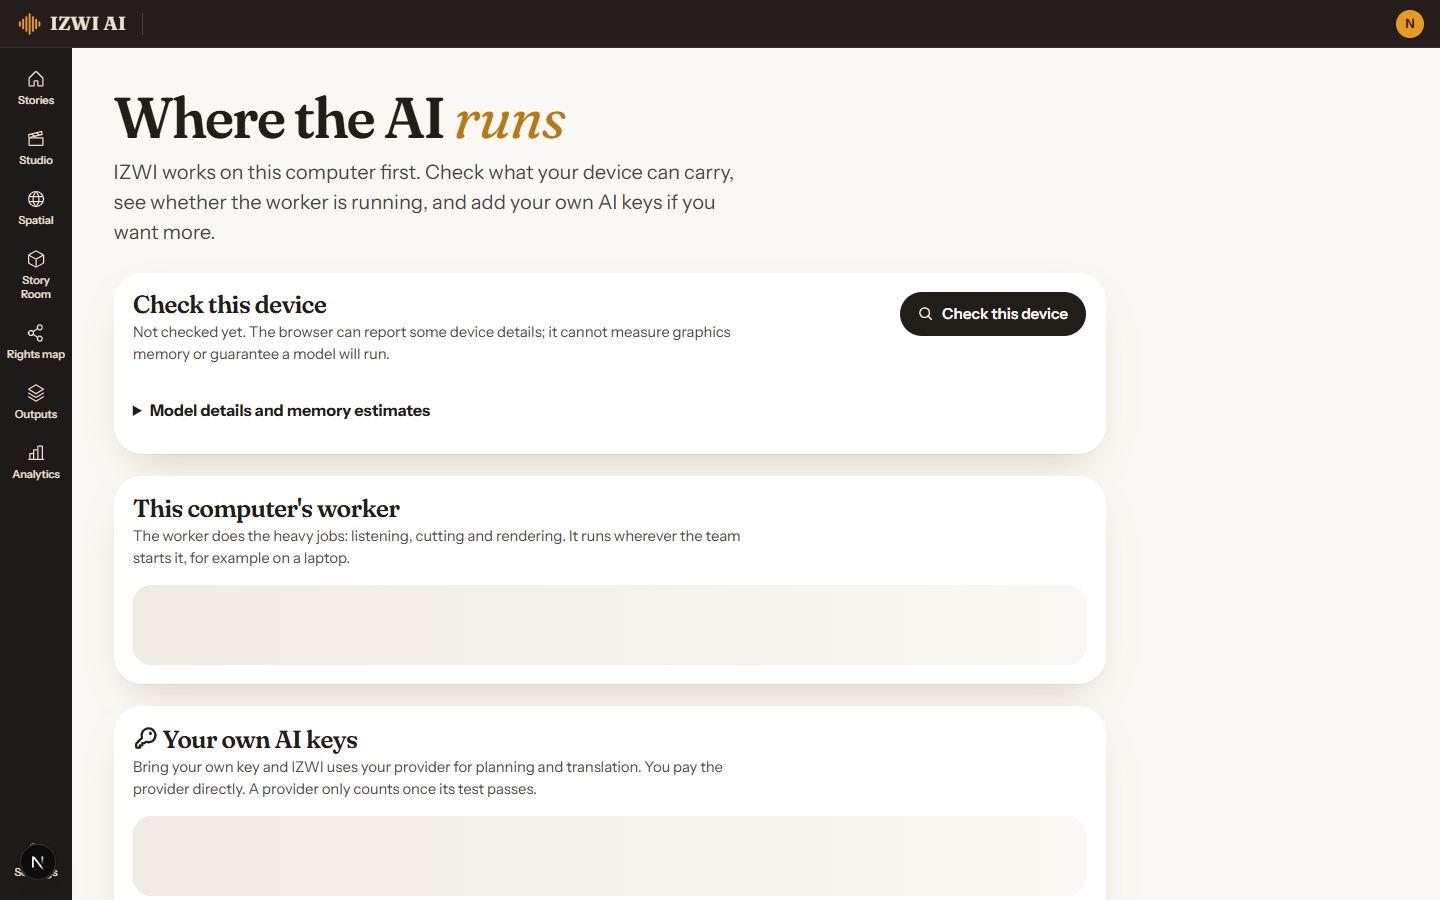 IZWI AI
N
Stories
Studio
Spatial
Story
Room
Rights map
Outputs
Analytics
N
Where the AI runs
IZWI works on this computer first. Check what your device can carry,
see whether the worker is running, and add your own AI keys if you
want more.
Check this device
Not checked yet. The browser can report some device details; it cannot measure graphics
memory or guarantee a model will run.
Check this device
Model details and memory estimates
This computer's worker
The worker does the heavy jobs: listening, cutting and rendering. It runs wherever the team
starts it, for example on a laptop.
Your own AI keys
Bring your own key and IZWI uses your provider for planning and translation. You pay the
provider directly. A provider only counts once its test passes.